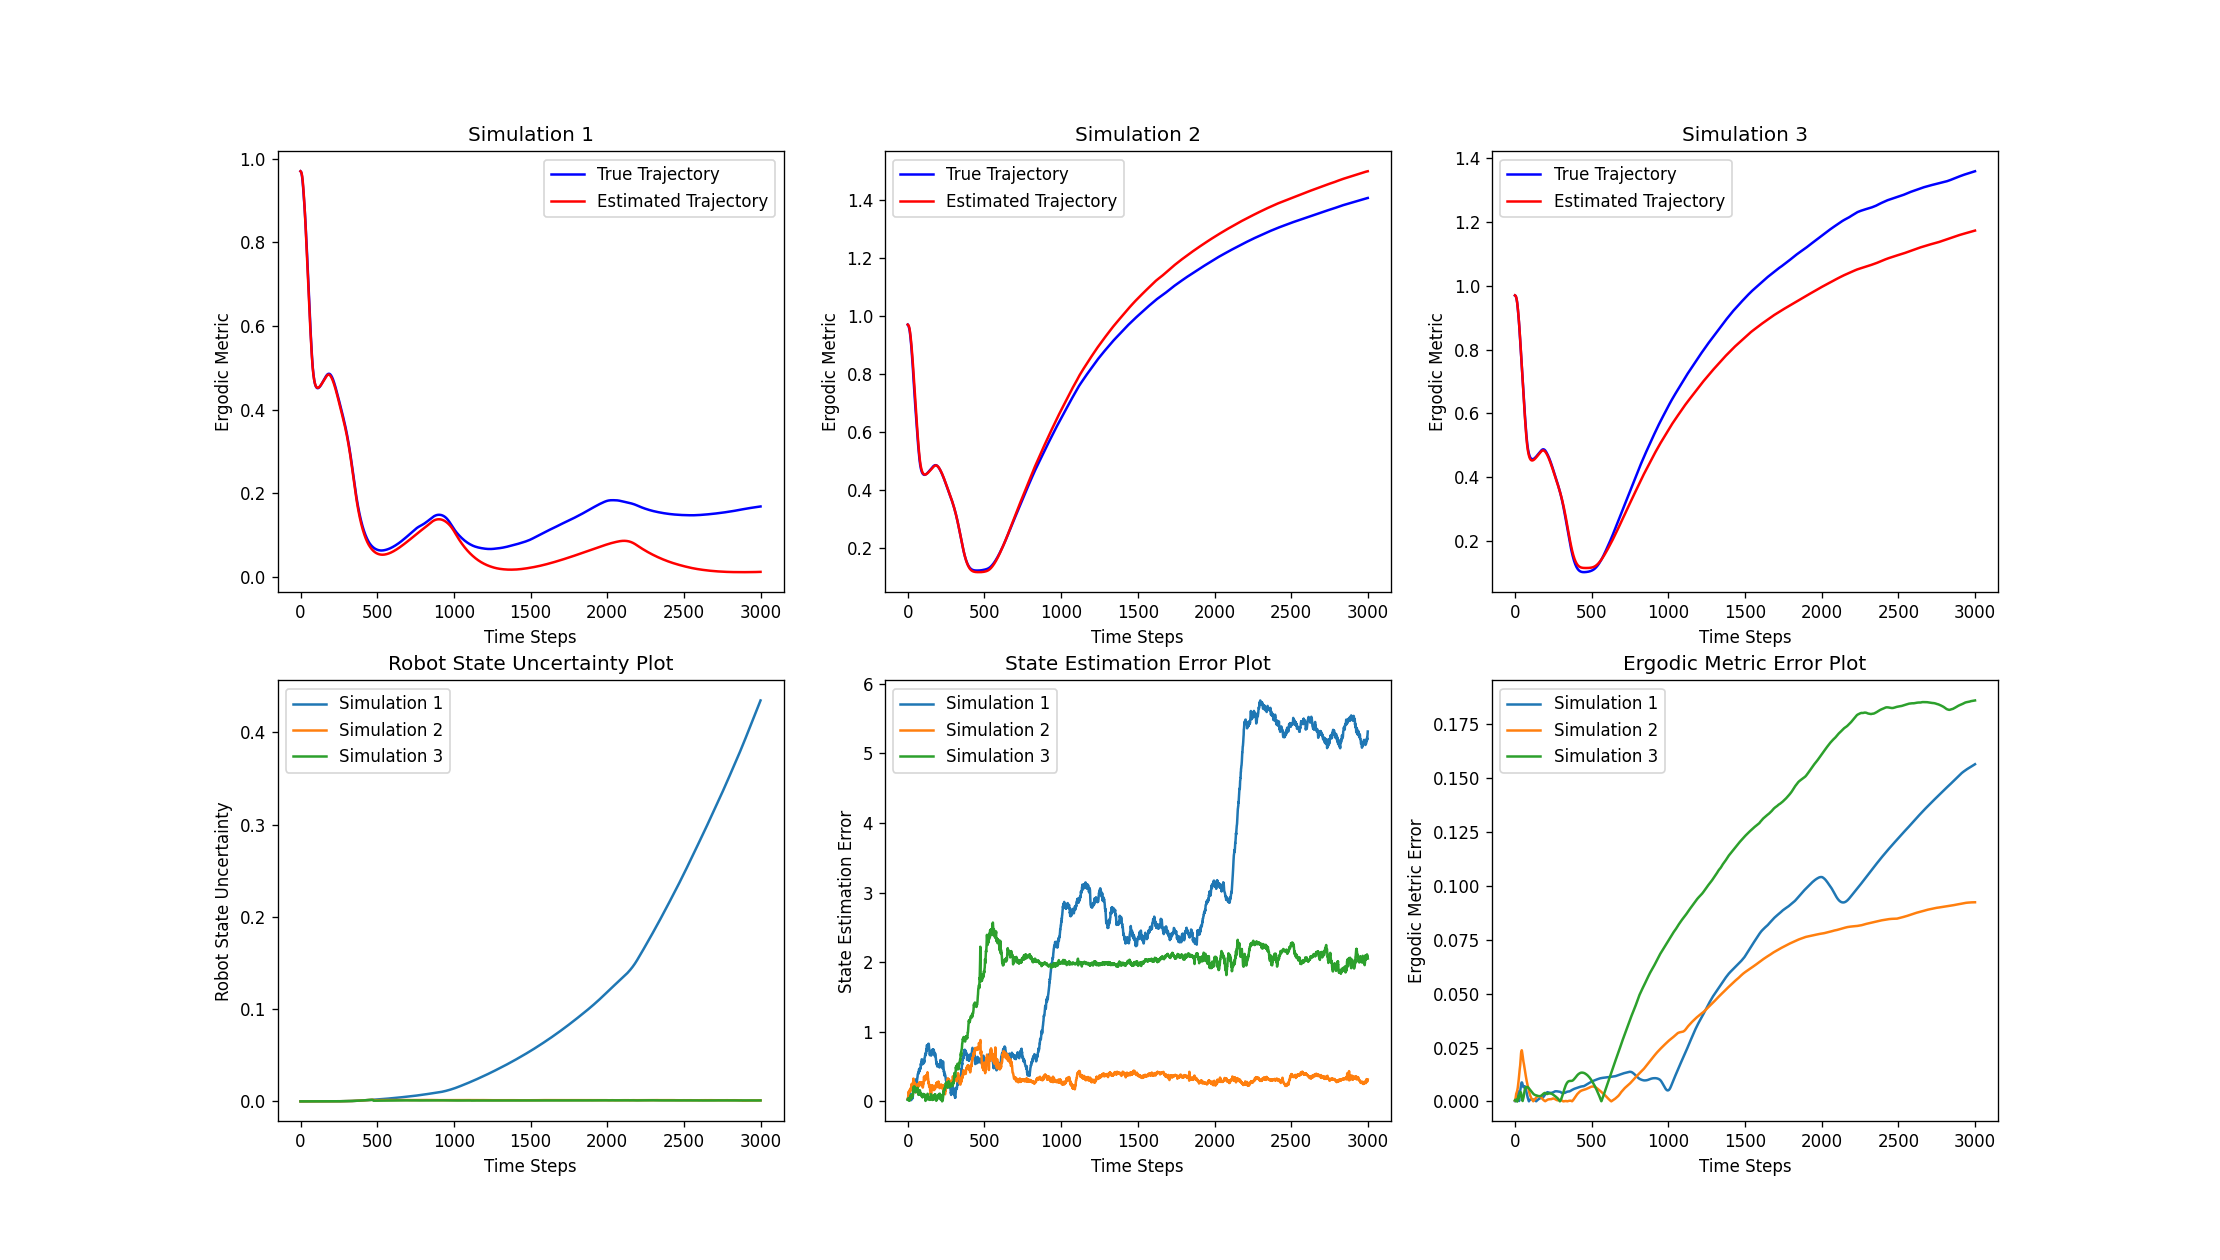 Simulation 1
Simulation 2
Simulation 3
Ergodic Metric
1.0
0.8
0.6
0.4
0.2
0.0
True Trajectory
Estimated Trajectory
0 500 1000 1500 2000 2500 3000
Time Steps
Ergodic Metric
1.4
1.2
1.0
0.8
0.6
0.4
0.2
True Trajectory
Estimated Trajectory
0 500 1000 1500 2000 2500 3000
Time Steps
Ergodic Metric
1.4
1.2
1.0
0.8
0.6
0.4
0.2
True Trajectory
Estimated Trajectory
0 500 1000 1500 2000 2500 3000
Time Steps
Robot State Uncertainty Plot
Robot State Uncertainty
0.4
0.3
0.2
0.1
0.0
Simulation 1
Simulation 2
Simulation 3
0 500 1000 1500 2000 2500 3000
Time Steps
State Estimation Error Plot
State Estimation Error
6
5
4
3
2
1
0
Simulation 1
Simulation 2
Simulation 3
0 500 1000 1500 2000 2500 3000
Time Steps
Ergodic Metric Error Plot
Ergodic Metric Error
0.175
0.150
0.125
0.100
0.075
0.050
0.025
0.000
Simulation 1
Simulation 2
Simulation 3
0 500 1000 1500 2000 2500 3000
Time Steps